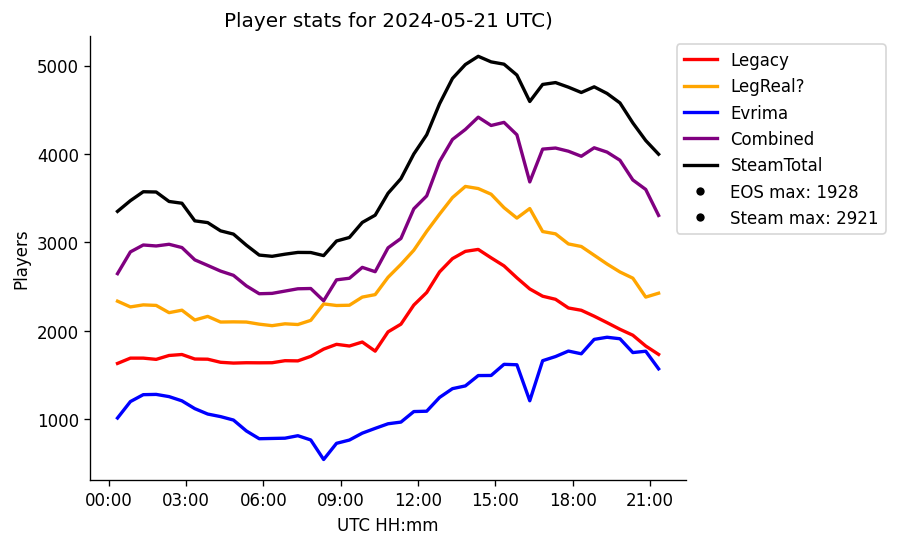 Player stats for 2024-05-21 UTC)
Legacy
LegReal?
Evrima
Combined
SteamTotal
EOS max: 1928
Steam max: 2921
Players
5000
4000
3000
2000
1000
00:00 03:00 06:00 09:00 12:00 15:00 18:00 21:00
UTC HH:mm